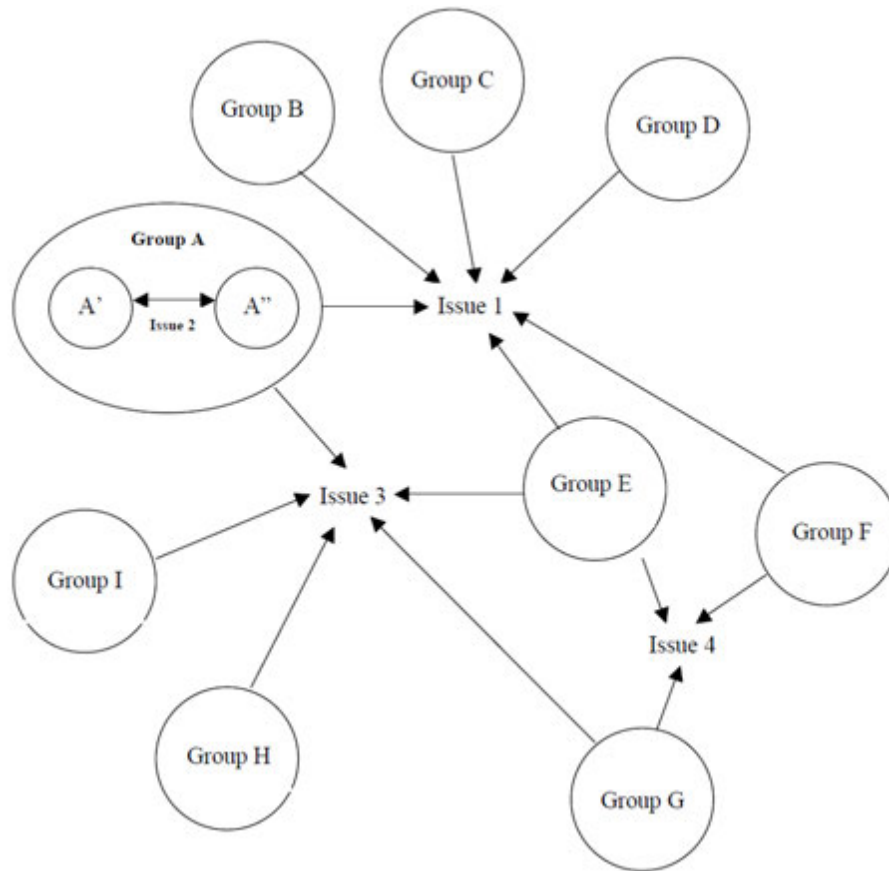 Group C
Group B
Group D
Group A
A’
A”
Issue 2
Issue 1
Group E
Issue 3
Group F
Group I
Issue 4
Group H
Group G